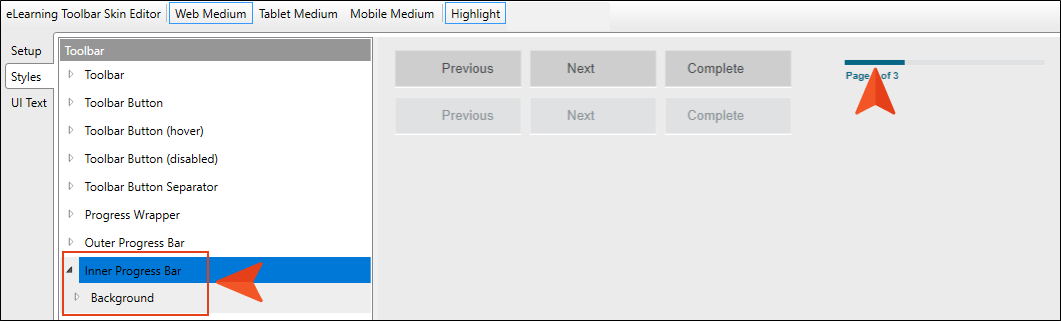 eLearning Toolbar Skin Editor Web Medium Tablet Medium Mobile Medium Highlight
Setup
Styles
UI Text
Toolbar
Toolbar
Toolbar Button
Toolbar Button (hover)
Toolbar Button (disabled)
Toolbar Button Separator
Progress Wrapper
Outer Progress Bar
Inner Progress Bar
Background
Previous Next Complete
Previous Next Complete
Page of 3